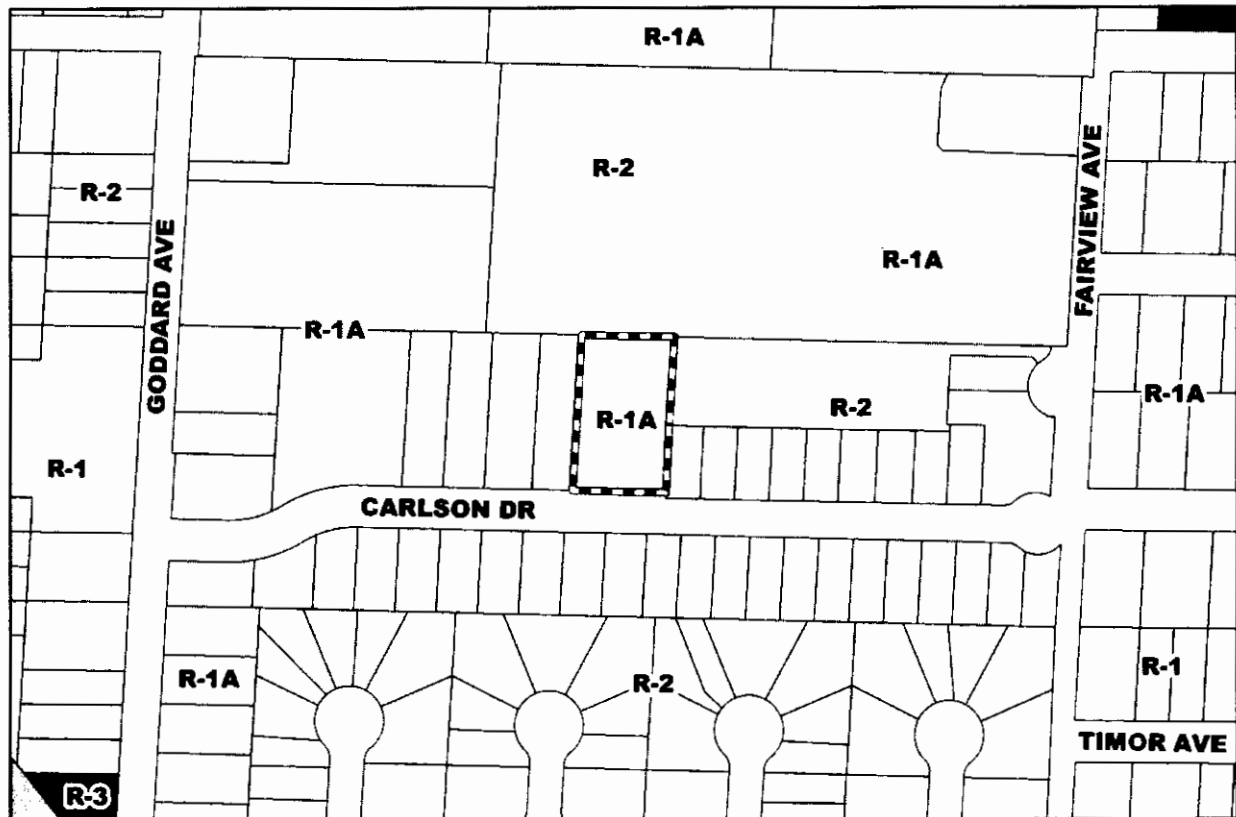 R-1A
R-2
R-2
R-1A
GODDARD AVE
FAIRVIEW AVE
R-1A
R-1A
R-2
R-1A
R-1
CARLSON DR
R-1A
R-2
R-1
TIMOR AVE
R-3